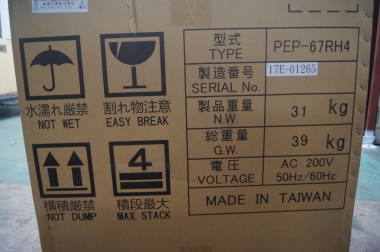 水濡れ厳禁
NOT WET
割れ物注意
EASY BREAK
横積厳禁
NOT DUMP
4
積段最大
MAX STACK
型式
TYPE
PEP-67RH4
製造番号
SERIAL No.
17E-01265
製品重量
N.W.
31 kg
総重量
G.W.
39 kg
電圧
VOLTAGE
AC 200V
50Hz/60Hz
MADE IN TAIWAN